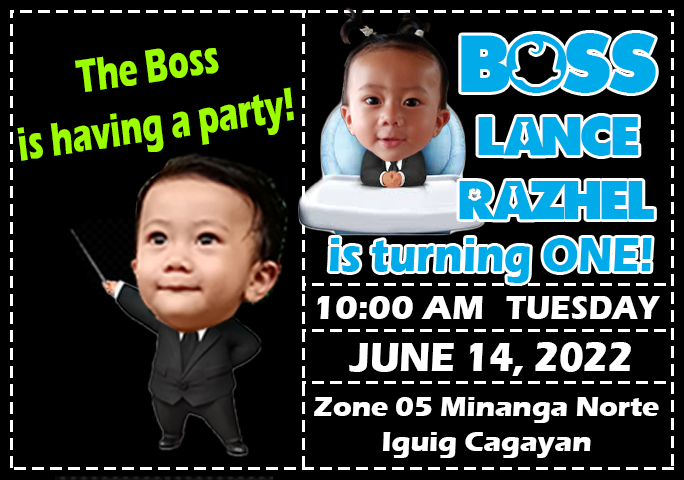 The Boss
is having a party!
BOSS
LANCE
RAZHEL
is turning ONE!
10:00 AM TUESDAY
JUNE 14, 2022
Zone 05 Minanga Norte
Iguig Cagayan